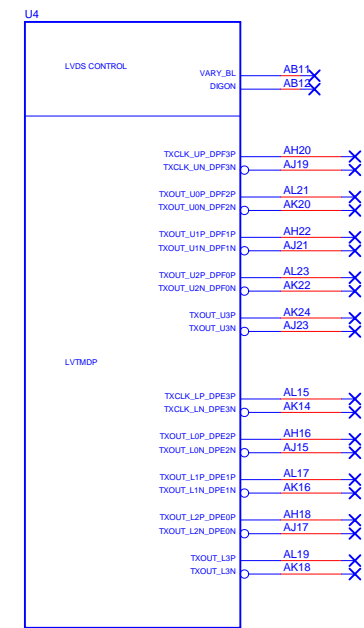 U4
LVDS CONTROL
VARY_BL AB11
DIGON AB12
TXCLK_UP_DPF3P AH20
TXCLK_UN_DPF3N AJ19
TXOUT_U0P_DPF2P AL21
TXOUT_U0N_DPF2N AK20
TXOUT_U1P_DPF1P AH22
TXOUT_U1N_DPF1N AJ21
TXOUT_U2P_DPF0P AL23
TXOUT_U2N_DPF0N AK22
TXOUT_U3P AK24
TXOUT_U3N AJ23
LVTMDP
TXCLK_LP_DPE3P AL15
TXCLK_LN_DPE3N AK14
TXOUT_L0P_DPE2P AH16
TXOUT_L0N_DPE2N AJ15
TXOUT_L1P_DPE1P AL17
TXOUT_L1N_DPE1N AK16
TXOUT_L2P_DPE0P AH18
TXOUT_L2N_DPE0N AJ17
TXOUT_L3P AL19
TXOUT_L3N AK18